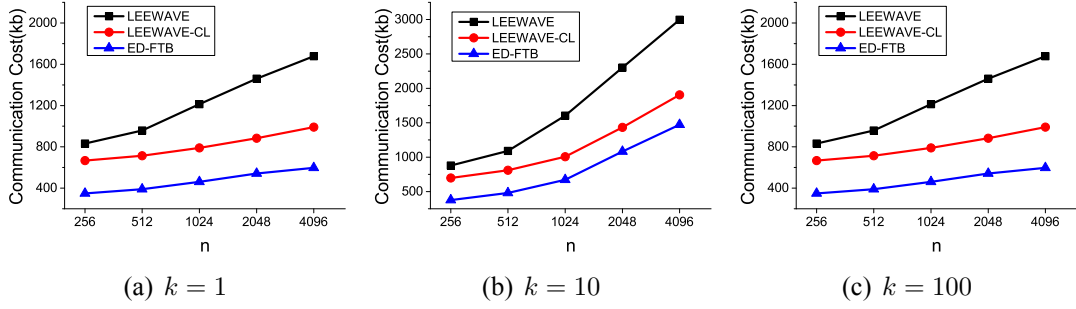 Communication Cost(kb)
2000
1600
1200
800
400
LEEWAVE
LEEWAVE-CL
ED-FTB
256 512 1024 2048 4096
n
(a) k = 1
Communication Cost(kb)
3000
2500
2000
1500
1000
500
LEEWAVE
LEEWAVE-CL
ED-FTB
256 512 1024 2048 4096
n
(b) k = 10
Communication Cost(kb)
2000
1600
1200
800
400
LEEWAVE
LEEWAVE-CL
ED-FTB
256 512 1024 2048 4096
n
(c) k = 100